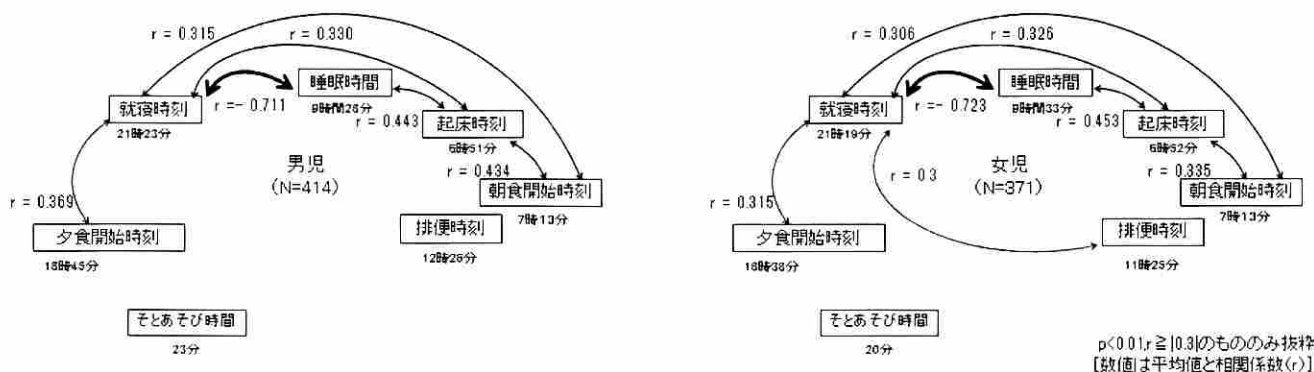 r = 0.315
r = 0.330
睡眠時間
9時間26分
就寝時刻
21時23分
r =- 0.711
r = 0.443
起床時刻
6時51分
男児
(N=414)
r = 0.434
朝食開始時刻
7時13分
r = 0.369
夕食開始時刻
18時45分
排便時刻
12時26分
そとあそび時間
23分
r = 0.306
r = 0.326
睡眠時間
9時間33分
就寝時刻
21時19分
r =- 0.723
r = 0.453
起床時刻
6時52分
女児
(N=371)
r = 0.3
r = 0.335
朝食開始時刻
7時13分
r = 0.315
夕食開始時刻
18時38分
排便時刻
11時25分
そとあそび時間
20分
p<0.01,r≧|0.3|のもののみ抜粋
[数値は平均値と相関係数(r)]